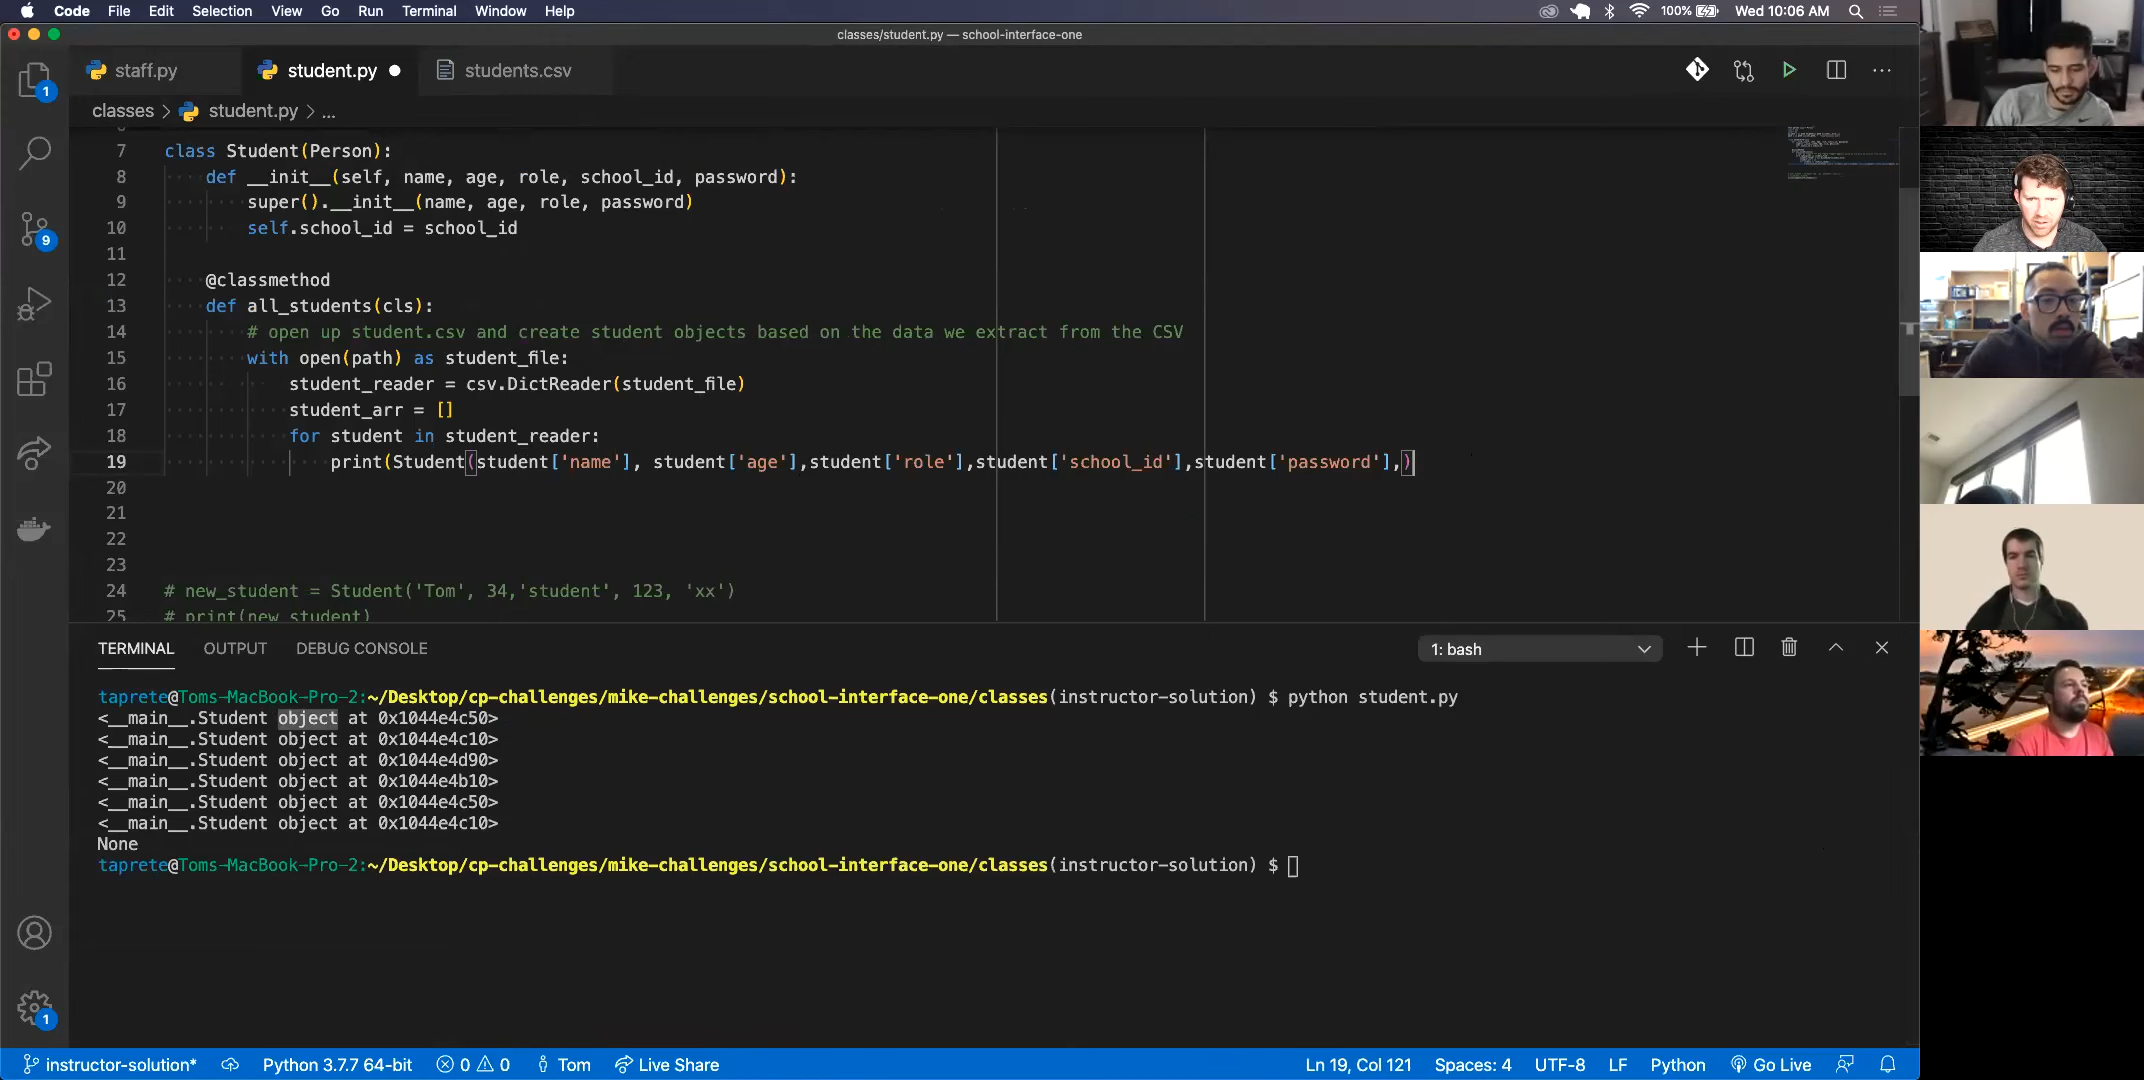 Code File Edit Selection View Go Run Terminal Window Help 100% Wed 10:06 AM
classes/student.py — school-interface-one
staff.py student.py students.csv
classes > student.py > ...
7 class Student(Person):
8 def __init__(self, name, age, role, school_id, password):
9 super().__init__(name, age, role, password)
10 self.school_id = school_id
11
12 @classmethod
13 def all_students(cls):
14 # open up student.csv and create student objects based on the data we extract from the CSV
15 with open(path) as student_file:
16 student_reader = csv.DictReader(student_file)
17 student_arr = []
18 for student in student_reader:
19 print(Student(student['name'], student['age'],student['role'],student['school_id'],student['password'],)
20
21
22
23
24 # new_student = Student('Tom', 34,'student', 123, 'xx')
25 # print(new_student)
TERMINAL OUTPUT DEBUG CONSOLE 1: bash
taprete@Toms-MacBook-Pro-2:~/Desktop/cp-challenges/mike-challenges/school-interface-one/classes(instructor-solution) $ python student.py
<__main__.Student object at 0x1044e4c50>
<__main__.Student object at 0x1044e4c10>
<__main__.Student object at 0x1044e4d90>
<__main__.Student object at 0x1044e4b10>
<__main__.Student object at 0x1044e4c50>
<__main__.Student object at 0x1044e4c10>
None
taprete@Toms-MacBook-Pro-2:~/Desktop/cp-challenges/mike-challenges/school-interface-one/classes(instructor-solution) $
1
9
1
instructor-solution* Python 3.7.7 64-bit 0 0 Tom Live Share Ln 19, Col 121 Spaces: 4 UTF-8 LF Python Go Live